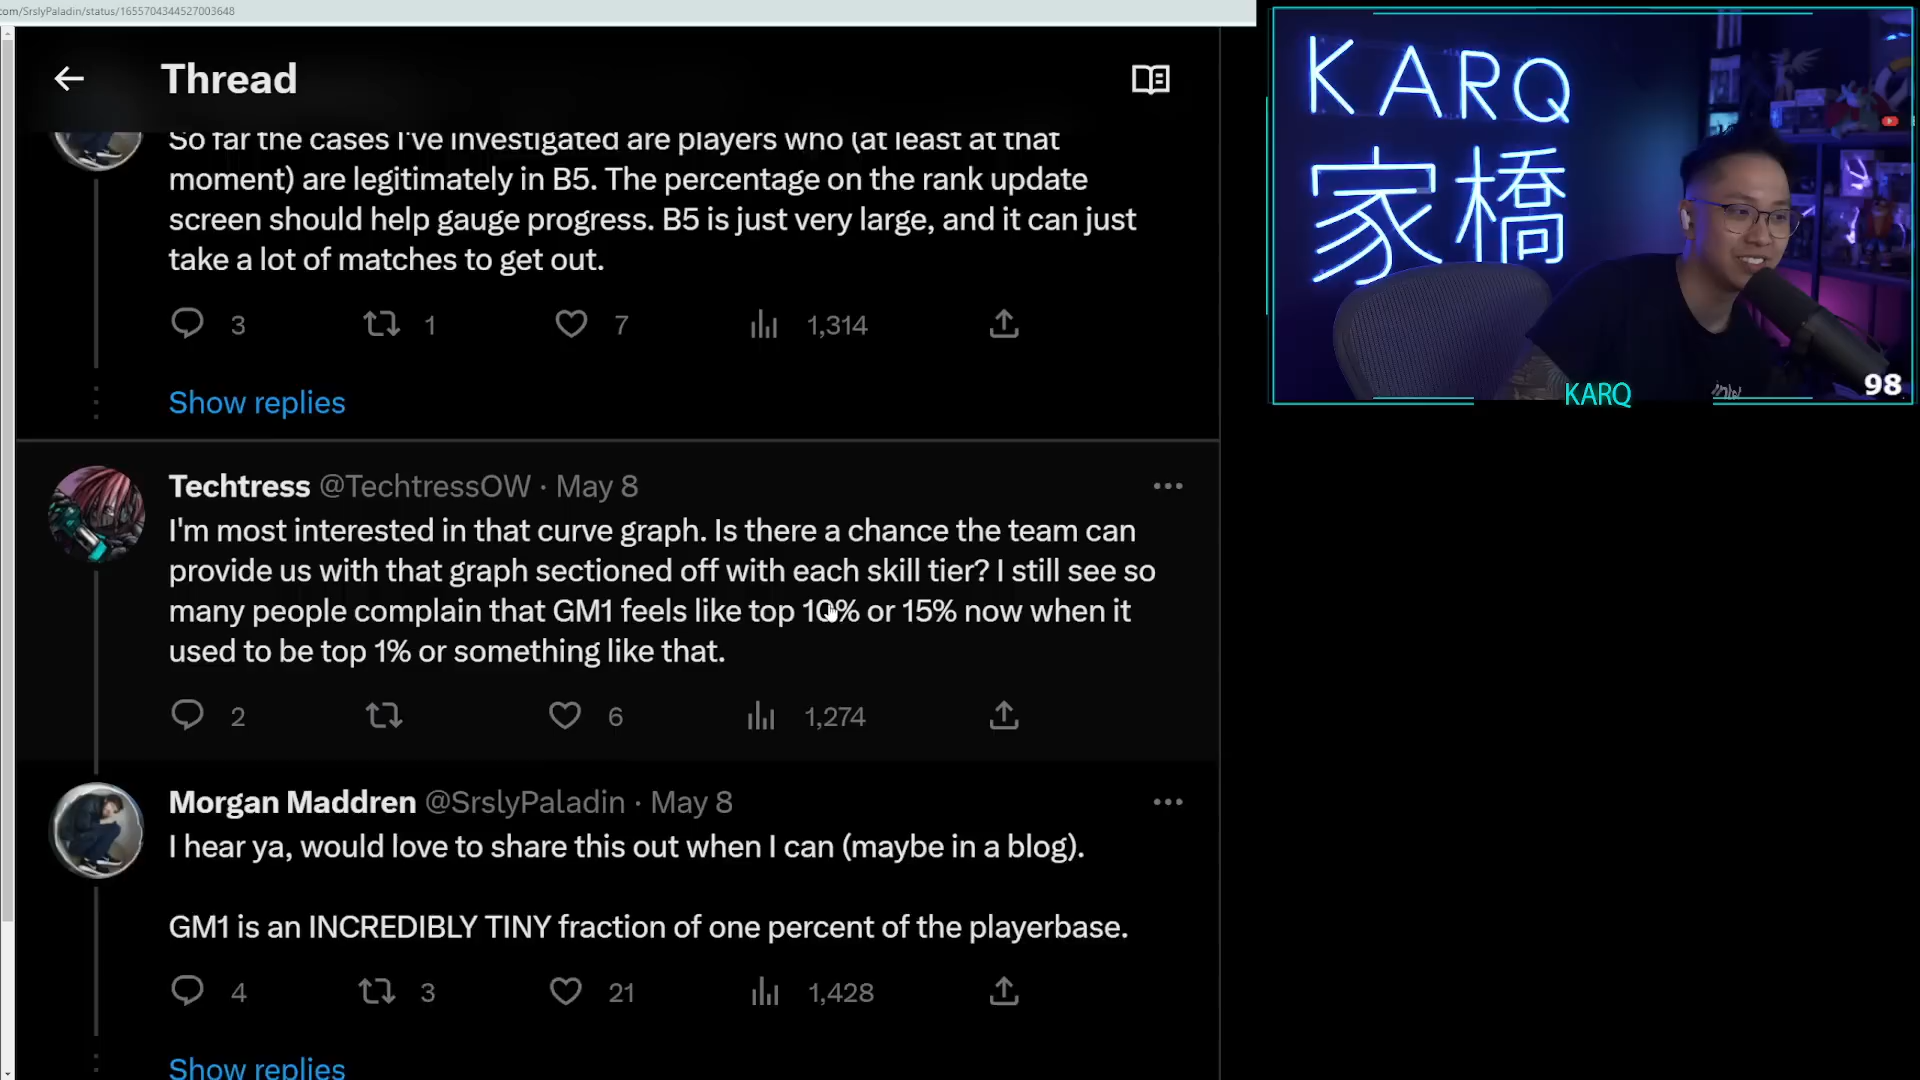 com/SrslyPaladin/status/1655704344527003648
Thread
So far the cases I've investigated are players who (at least at that
moment) are legitimately in B5. The percentage on the rank update
screen should help gauge progress. B5 is just very large, and it can just
take a lot of matches to get out.
3 1 7 1,314
Show replies
Techtress @TechtressOW · May 8
I'm most interested in that curve graph. Is there a chance the team can
provide us with that graph sectioned off with each skill tier? I still see so
many people complain that GM1 feels like top 10% or 15% now when it
used to be top 1% or something like that.
2 6 1,274
Morgan Maddren @SrslyPaladin · May 8
I hear ya, would love to share this out when I can (maybe in a blog).
GM1 is an INCREDIBLY TINY fraction of one percent of the playerbase.
4 3 21 1,428
Show replies
KARQ
家橋
KARQ
98